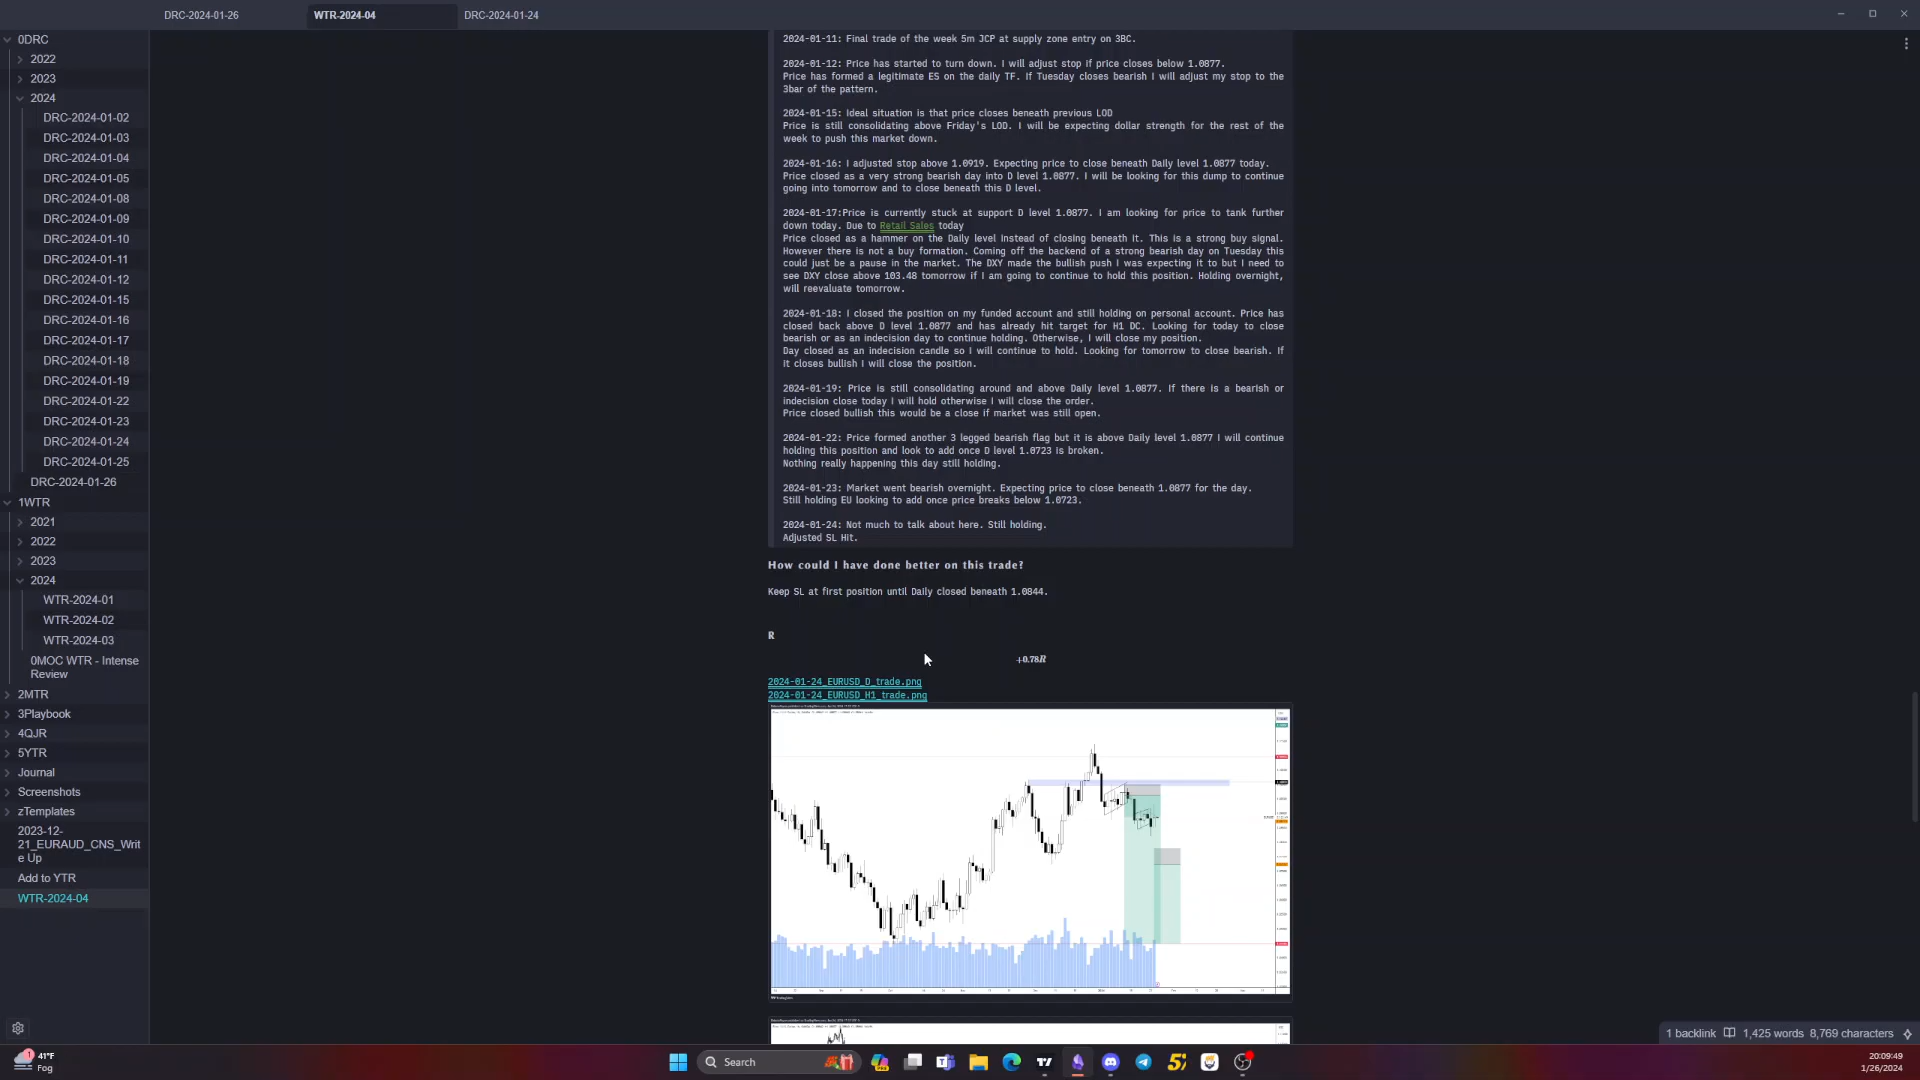 DRC-2024-01-26
WTR-2024-04
DRC-2024-01-24
0DRC
2022
2023
2024
DRC-2024-01-02
DRC-2024-01-03
DRC-2024-01-04
DRC-2024-01-05
DRC-2024-01-08
DRC-2024-01-09
DRC-2024-01-10
DRC-2024-01-11
DRC-2024-01-12
DRC-2024-01-15
DRC-2024-01-16
DRC-2024-01-17
DRC-2024-01-18
DRC-2024-01-19
DRC-2024-01-22
DRC-2024-01-23
DRC-2024-01-24
DRC-2024-01-25
DRC-2024-01-26
1WTR
2021
2022
2023
2024
WTR-2024-01
WTR-2024-02
WTR-2024-03
0MOC WTR - Intense
Review
2MTR
3Playbook
4QJR
5YTR
Journal
Screenshots
zTemplates
2023-12-
21_EURAUD_CNS_Writ
e Up
Add to YTR
WTR-2024-04
2024-01-11: Final trade of the week 5m JCP at supply zone entry on 3BC.
2024-01-12: Price has started to turn down. I will adjust stop if price closes below 1.0877.
Price has formed a legitimate ES on the daily TF. If Tuesday closes bearish I will adjust my stop to the
3bar of the pattern.
2024-01-15: Ideal situation is that price closes beneath previous LOD
Price is still consolidating above Friday's LOD. I will be expecting dollar strength for the rest of the
week to push this market down.
2024-01-16: I adjusted stop above 1.0919. Expecting price to close beneath Daily level 1.0877 today.
Price closed as a very strong bearish day into D level 1.0877. I will be looking for this dump to continue
going into tomorrow and to close beneath this D level.
2024-01-17:Price is currently stuck at support D level 1.0877. I am looking for price to tank further
down today. Due to Retail Sales today
Price closed as a hammer on the Daily level instead of closing beneath it. This is a strong buy signal.
However there is not a buy formation. Coming off the backend of a strong bearish day on Tuesday this
could just be a pause in the market. The DXY made the bullish push I was expecting it to but I need to
see DXY close above 103.48 tomorrow if I am going to continue to hold this position. Holding overnight,
will reevaluate tomorrow.
2024-01-18: I closed the position on my funded account and still holding on personal account. Price has
closed back above D level 1.0877 and has already hit target for H1 DC. Looking for today to close
bearish or as an indecision day to continue holding. Otherwise, I will close my position.
Day closed as an indecision candle so I will continue to hold. Looking for tomorrow to close bearish. If
it closes bullish I will close the position.
2024-01-19: Price is still consolidating around and above Daily level 1.0877. If there is a bearish or
indecision close today I will hold otherwise I will close the order.
Price closed bullish this would be a close if market was still open.
2024-01-22: Price formed another 3 legged bearish flag but it is above Daily level 1.0877 I will continue
holding this position and look to add once D level 1.0723 is broken.
Nothing really happening this day still holding.
2024-01-23: Market went bearish overnight. Expecting price to close beneath 1.0877 for the day.
Still holding EU looking to add once price breaks below 1.0723.
2024-01-24: Not much to talk about here. Still holding.
Adjusted SL Hit.
How could I have done better on this trade?
Keep SL at first position until Daily closed beneath 1.0844.
R
+0.78R
2024-01-24_EURUSD_D_trade.png
2024-01-24_EURUSD_H1_trade.png
1 backlink
1,425 words
8,769 characters
1
41°F
Fog
Search
20:09:49
1/26/2024